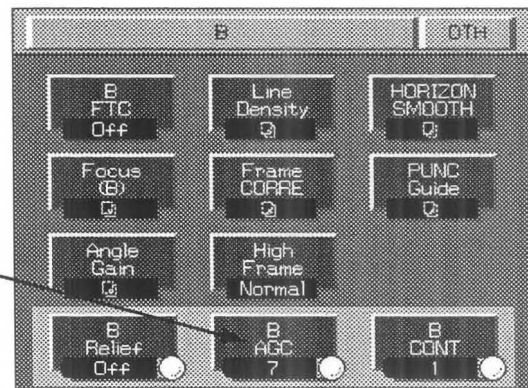 B
OTH
B
FTC
Off
Line
Density
HORIZON
SMOOTH
Focus
(B)
Frame
CORRE
PUNC
Guide
Angle
Gain
High
Frame
Normal
B
Relief
Off
B
AGC
7
B
CONT
1